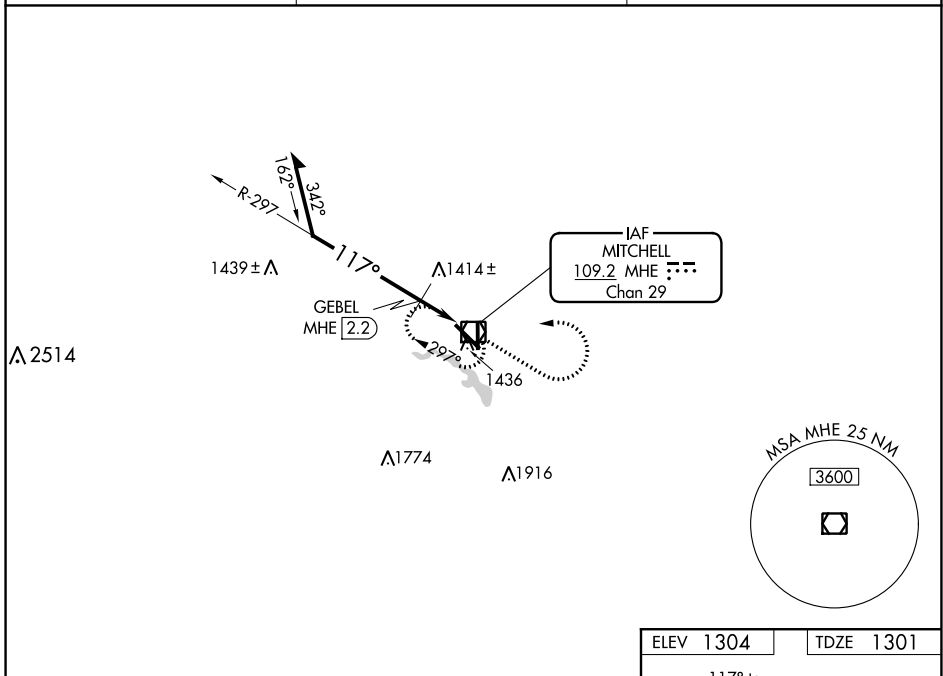 162°
342°
R-297
117°
1439±
1414±
IAF
MITCHELL
109.2 MHE
Chan 29
GEBEL
MHE 2.2
297°
2514
1436
1774
1916
MSA MHE 25 NM
3600
ELEV 1304
TDZE 1301